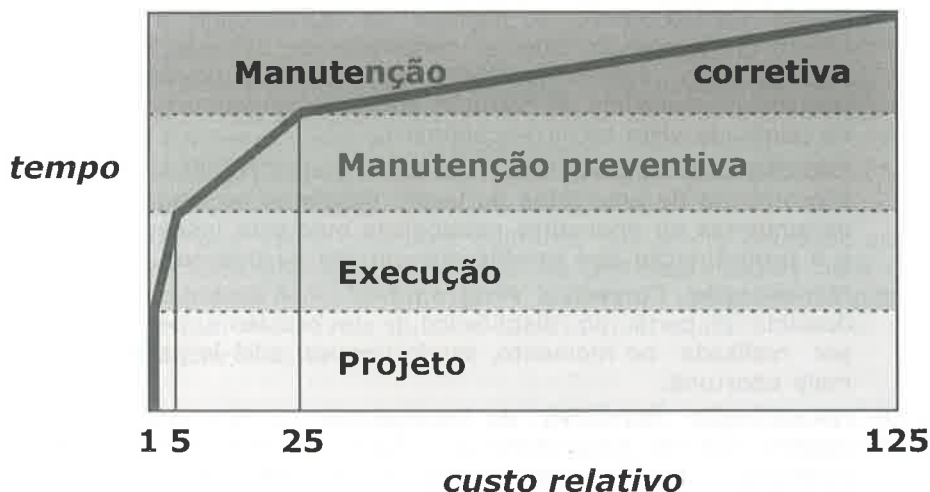 Manutenção corretiva
tempo
Manutenção preventiva
Execução
Projeto
1 5 25 125
custo relativo